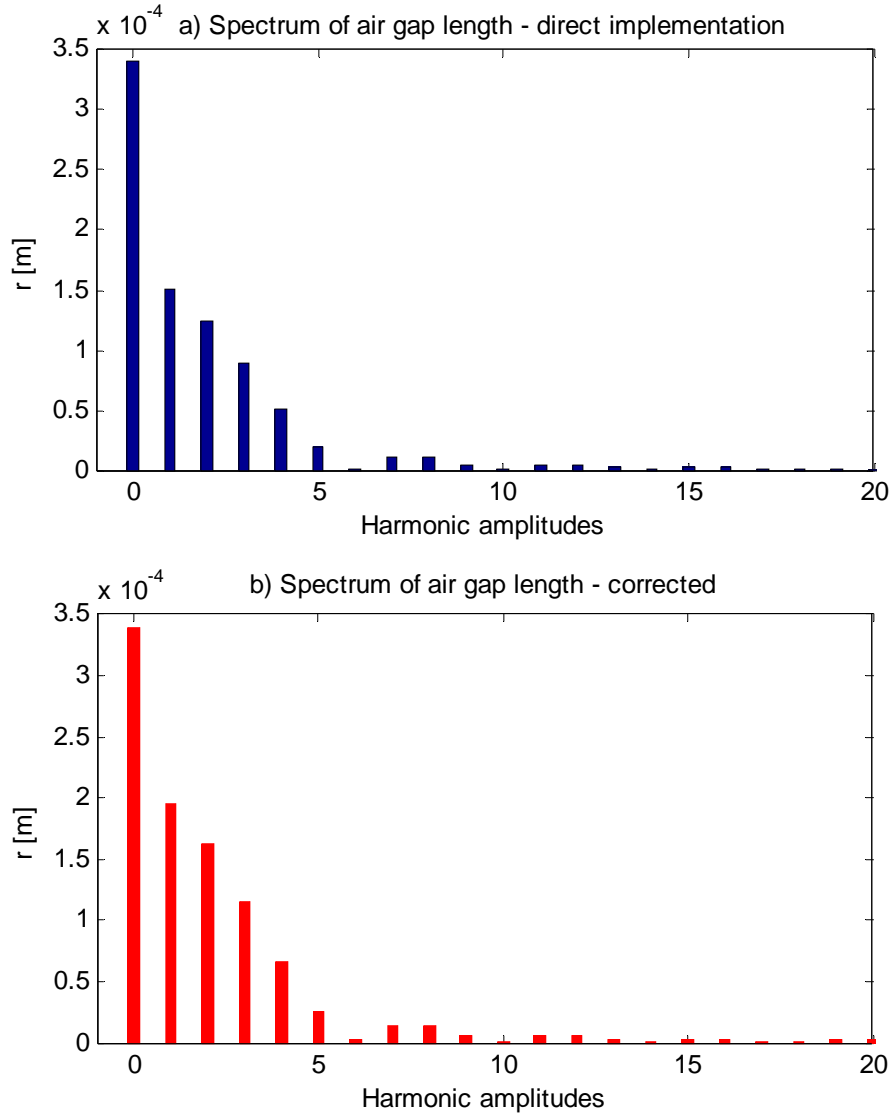 x 10-4 a) Spectrum of air gap length - direct implementation
3.5
3
2.5
2
1.5
1
0.5
0
r [m]
0 5 10 15 20
Harmonic amplitudes
x 10-4 b) Spectrum of air gap length - corrected
3.5
3
2.5
2
1.5
1
0.5
0
r [m]
0 5 10 15 20
Harmonic amplitudes